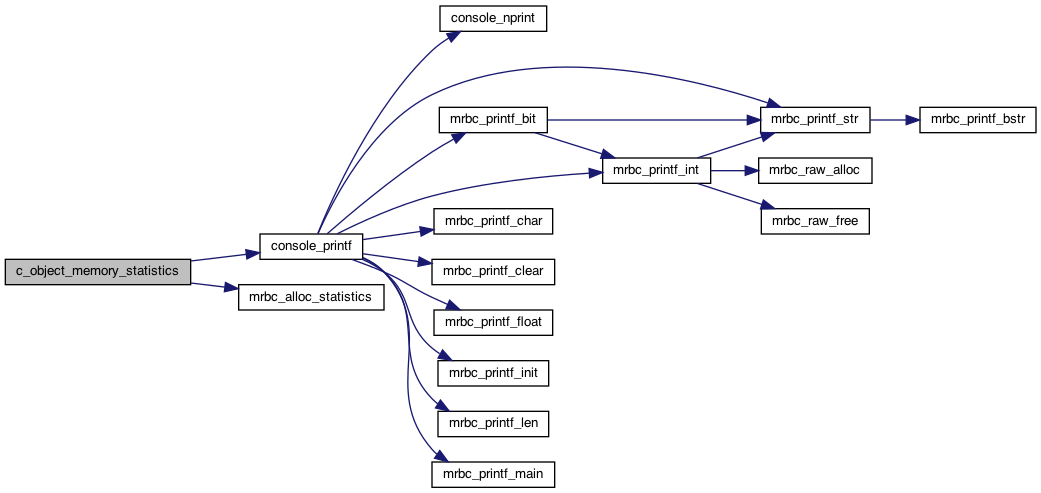 console_nprint
mrbc_printf_bit
mrbc_printf_str
mrbc_printf_bstr
mrbc_printf_int
mrbc_raw_alloc
mrbc_printf_char
mrbc_raw_free
console_printf
c_object_memory_statistics
mrbc_printf_clear
mrbc_alloc_statistics
mrbc_printf_float
mrbc_printf_init
mrbc_printf_len
mrbc_printf_main